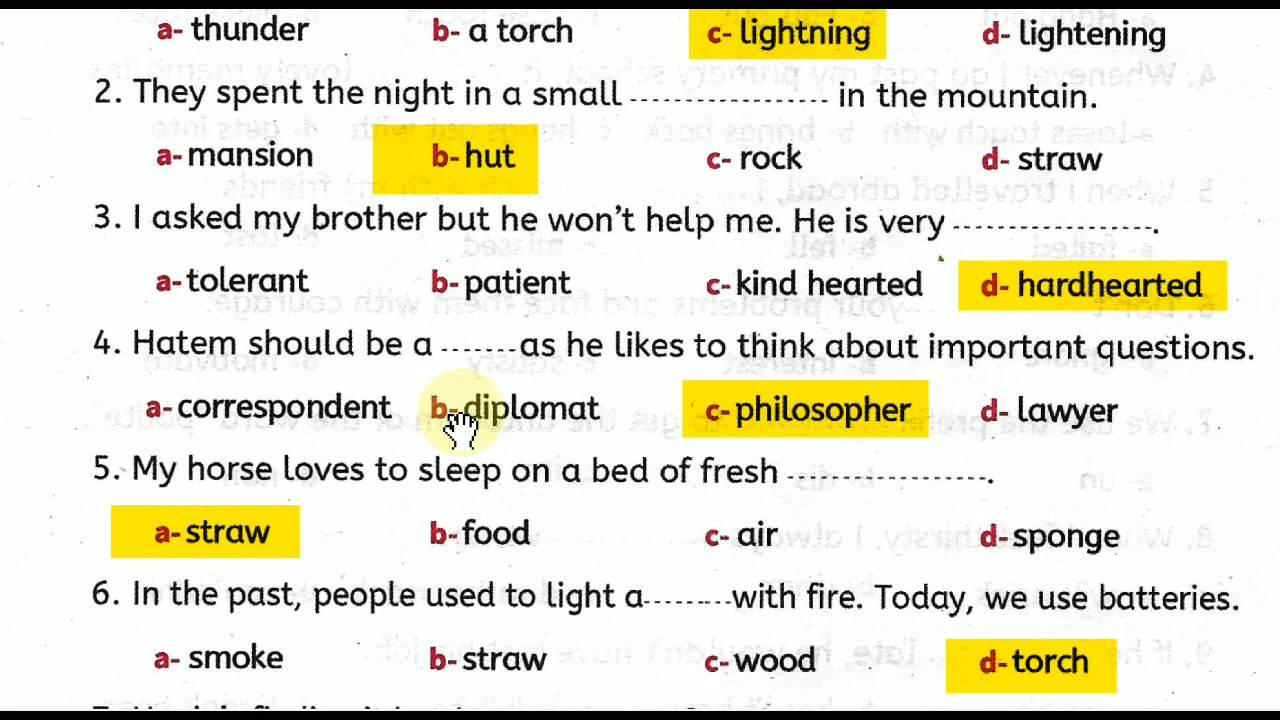 a- thunder b- a torch c- lightning d- lightening
2. They spent the night in a small .................. in the mountain.
a- mansion b- hut c- rock d- straw
3. I asked my brother but he won't help me. He is very ...................
a- tolerant b- patient c- kind hearted d- hardhearted
4. Hatem should be a ....... as he likes to think about important questions.
a- correspondent b- diplomat c- philosopher d- lawyer
5. My horse loves to sleep on a bed of fresh ...................
a- straw b- food c- air d- sponge
6. In the past, people used to light a ........ with fire. Today, we use batteries.
a- smoke b- straw c- wood d- torch